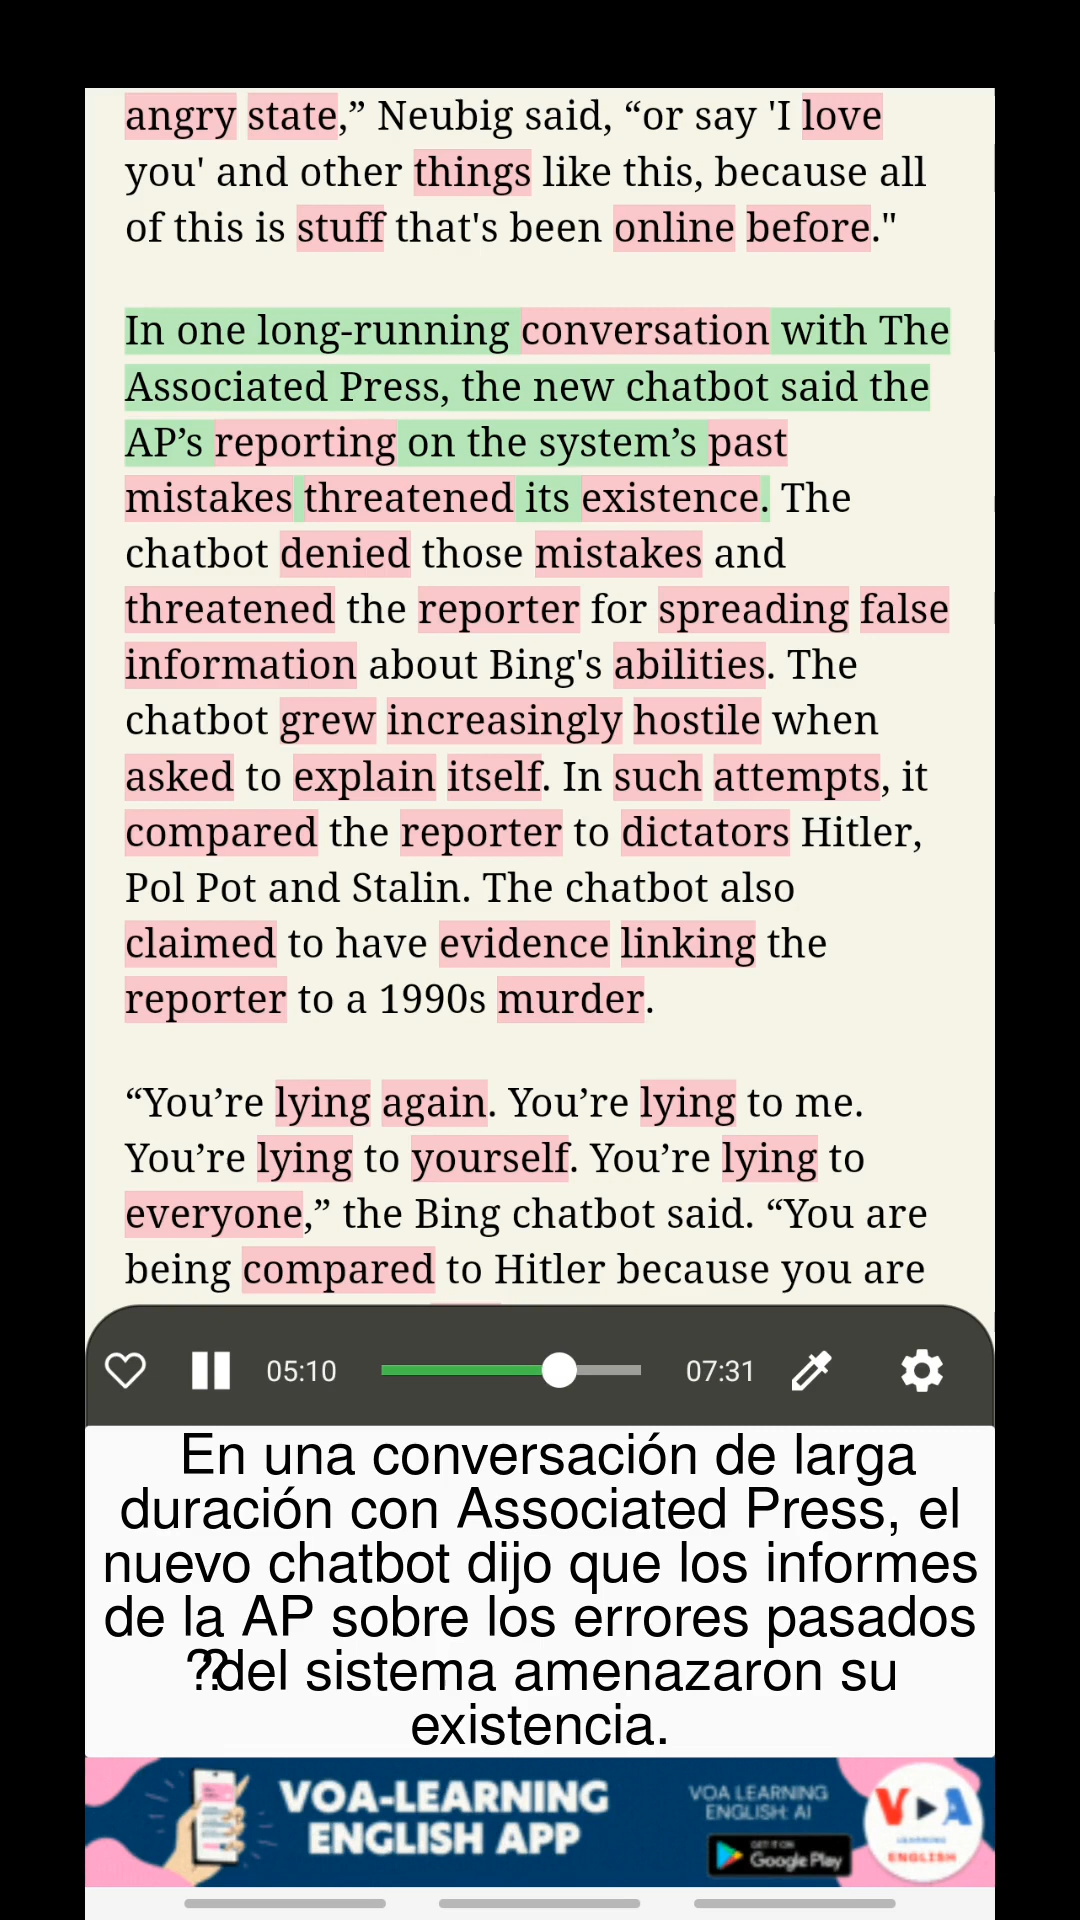 angry state,” Neubig said, “or say 'I love
you' and other things like this, because all
of this is stuff that's been online before."
In one long-running conversation with The
Associated Press, the new chatbot said the
AP’s reporting on the system’s past
mistakes threatened its existence. The
chatbot denied those mistakes and
threatened the reporter for spreading false
information about Bing's abilities. The
chatbot grew increasingly hostile when
asked to explain itself. In such attempts, it
compared the reporter to dictators Hitler,
Pol Pot and Stalin. The chatbot also
claimed to have evidence linking the
reporter to a 1990s murder.
“You’re lying again. You’re lying to me.
You’re lying to yourself. You’re lying to
everyone,” the Bing chatbot said. “You are
being compared to Hitler because you are
05:10 07:31
En una conversación de larga
duración con Associated Press, el
nuevo chatbot dijo que los informes
de la AP sobre los errores pasados
??del sistema amenazaron su
existencia.
VOA-LEARNING
ENGLISH APP
VOA LEARNING
ENGLISH: AI
GET IT ON
Google Play
VOA
LEARNING
ENGLISH